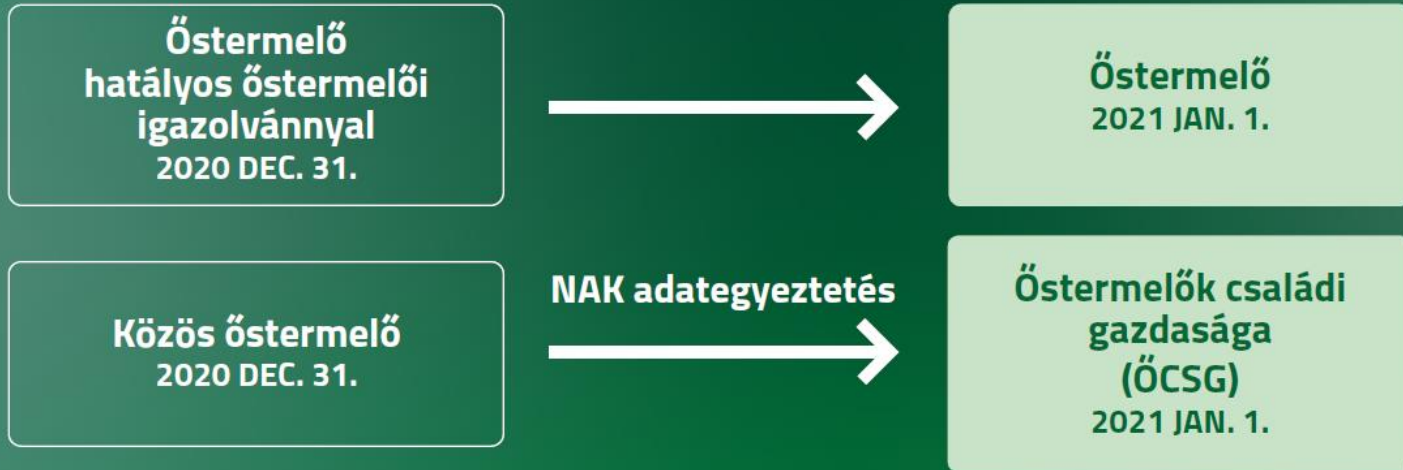 Őstermelő
hatályos őstermelői
igazolvánnyal
2020 DEC. 31.
Őstermelő
2021 JAN. 1.
Közös őstermelő
2020 DEC. 31.
NAK adategyeztetés
Őstermelők családi
gazdasága
(ŐCSG)
2021 JAN. 1.